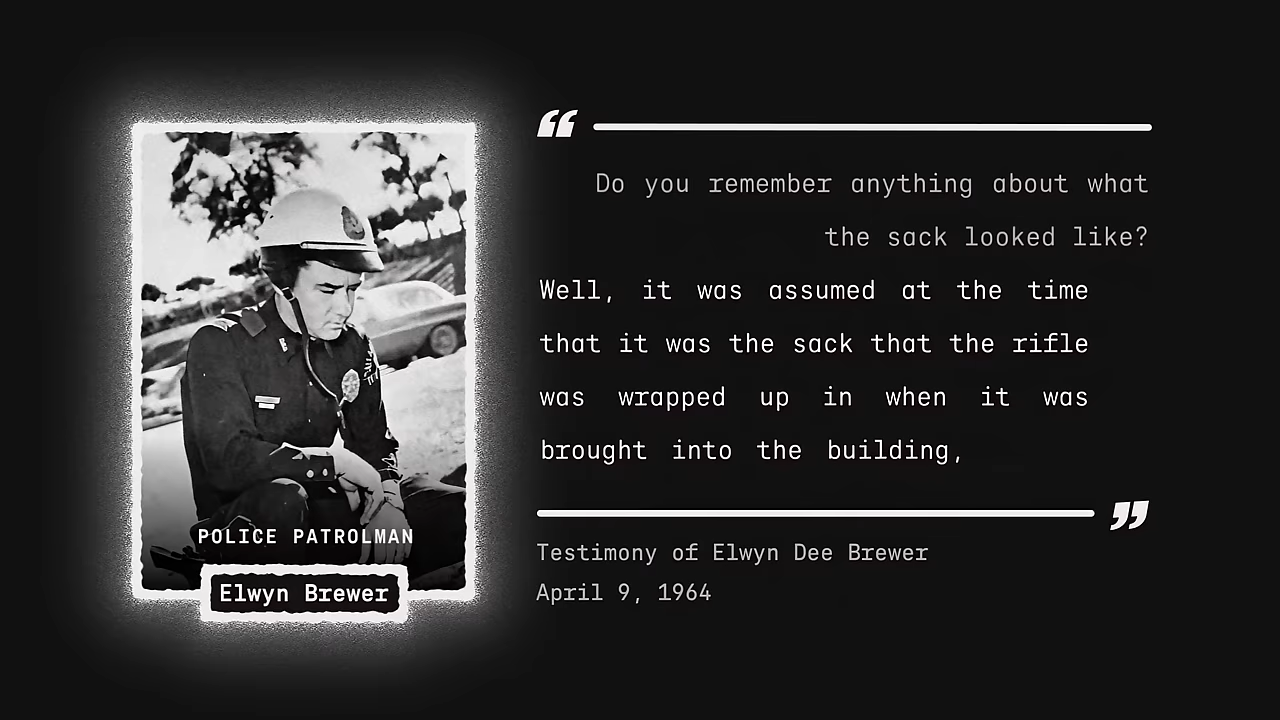 “
Do you remember anything about what
the sack looked like?
Well, it was assumed at the time
that it was the sack that the rifle
was wrapped up in when it was
brought into the building,
”
Testimony of Elwyn Dee Brewer
April 9, 1964
POLICE PATROLMAN
Elwyn Brewer